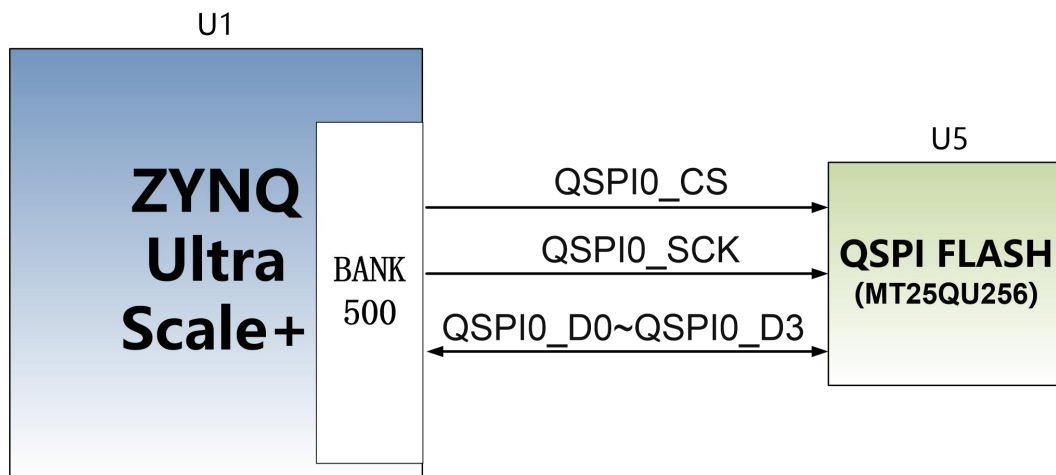 U1
ZYNQ
Ultra
Scale+
BANK
500
QSPI0_CS
QSPI0_SCK
QSPI0_D0~QSPI0_D3
U5
QSPI FLASH
(MT25QU256)